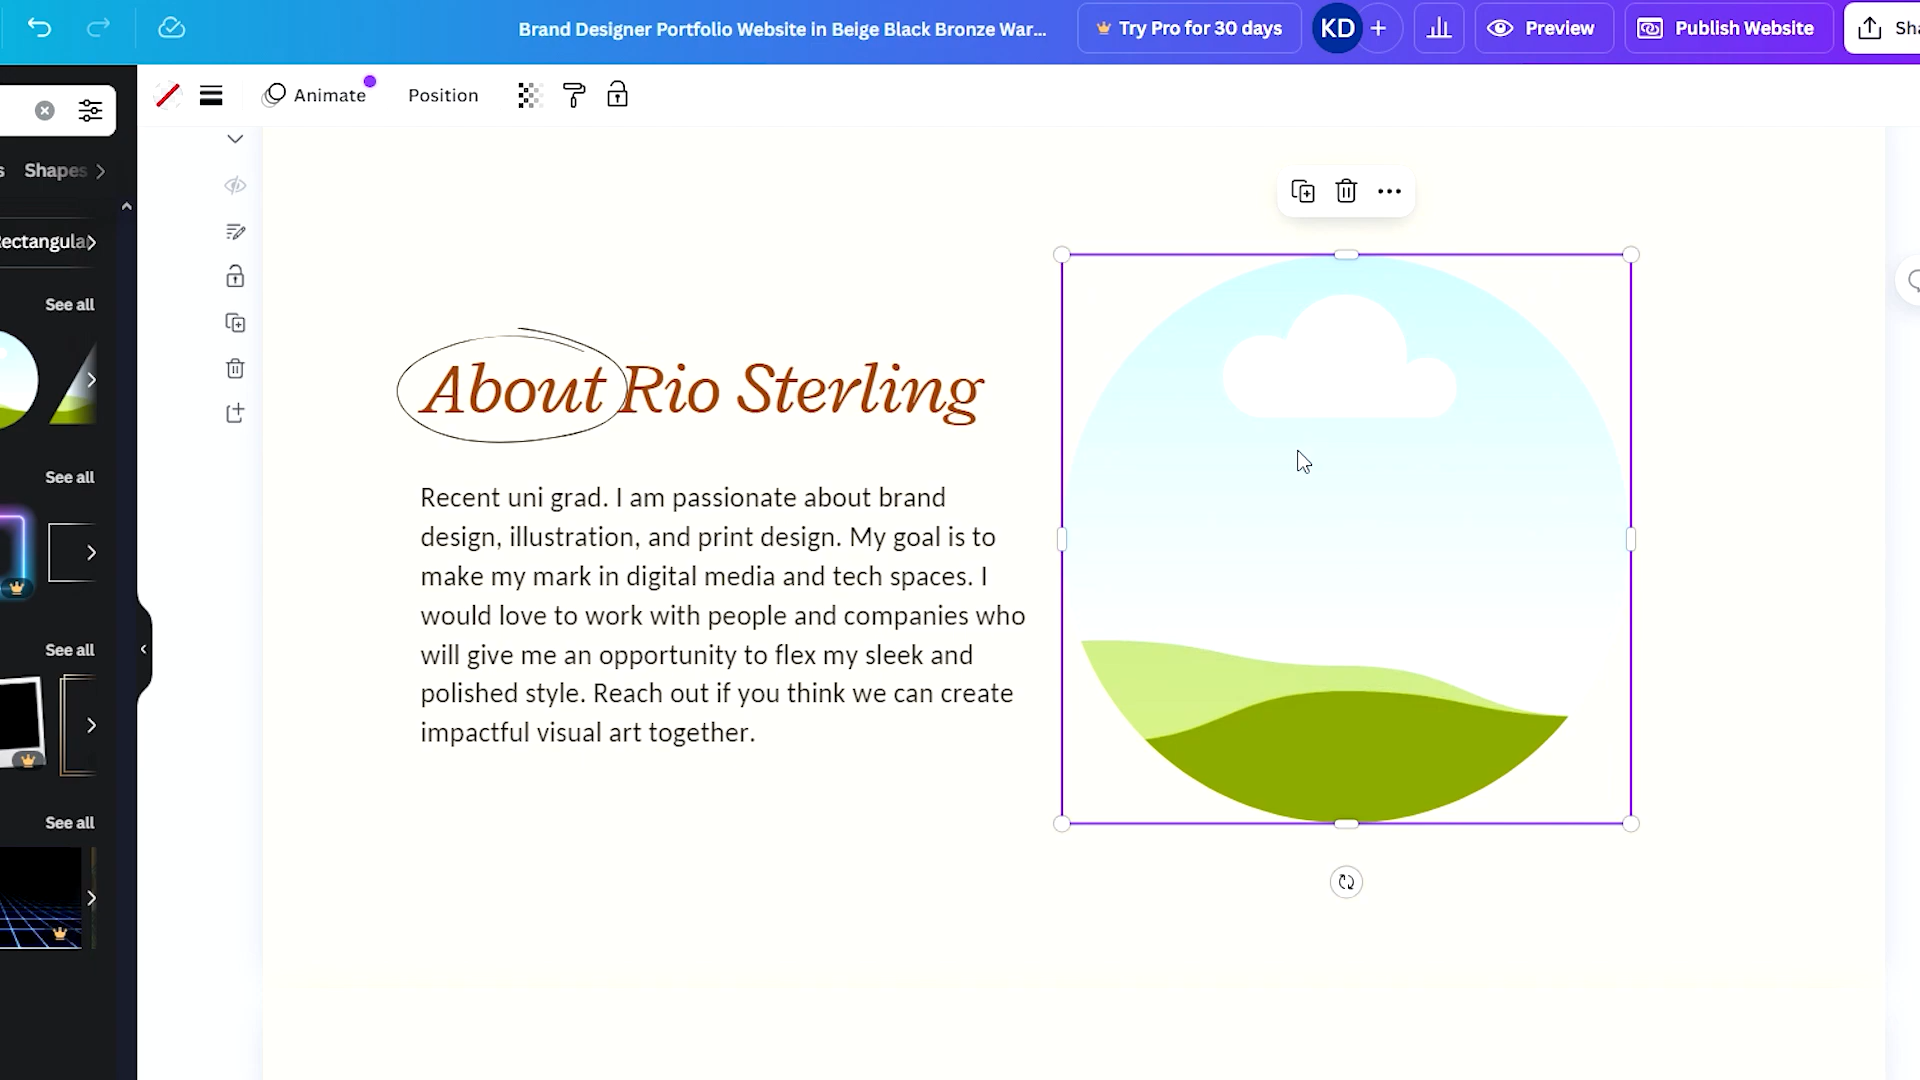 Brand Designer Portfolio Website in Beige Black Bronze War...
Try Pro for 30 days
KD
Preview
Publish Website
Animate
Position
Shapes
See all
See all
See all
See all
About Rio Sterling
Recent uni grad. I am passionate about brand
design, illustration, and print design. My goal is to
make my mark in digital media and tech spaces. I
would love to work with people and companies who
will give me an opportunity to flex my sleek and
polished style. Reach out if you think we can create
impactful visual art together.